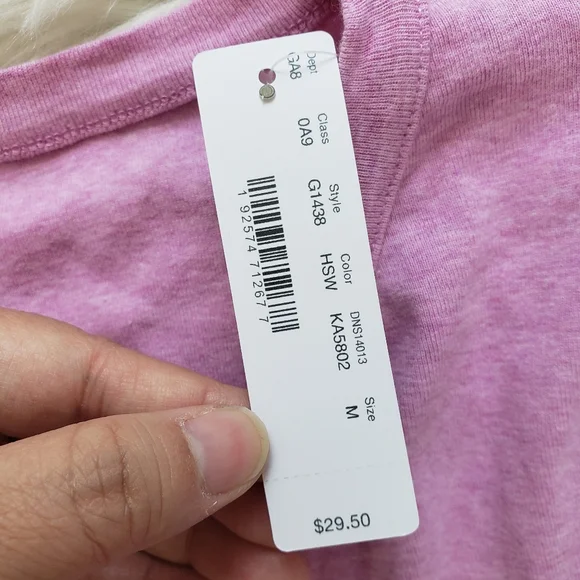 Dept Class Style Color DNS14013 Size
GA8 0A9 G1438 HSW KA5802 M
1 92574 71267 7
$29.50